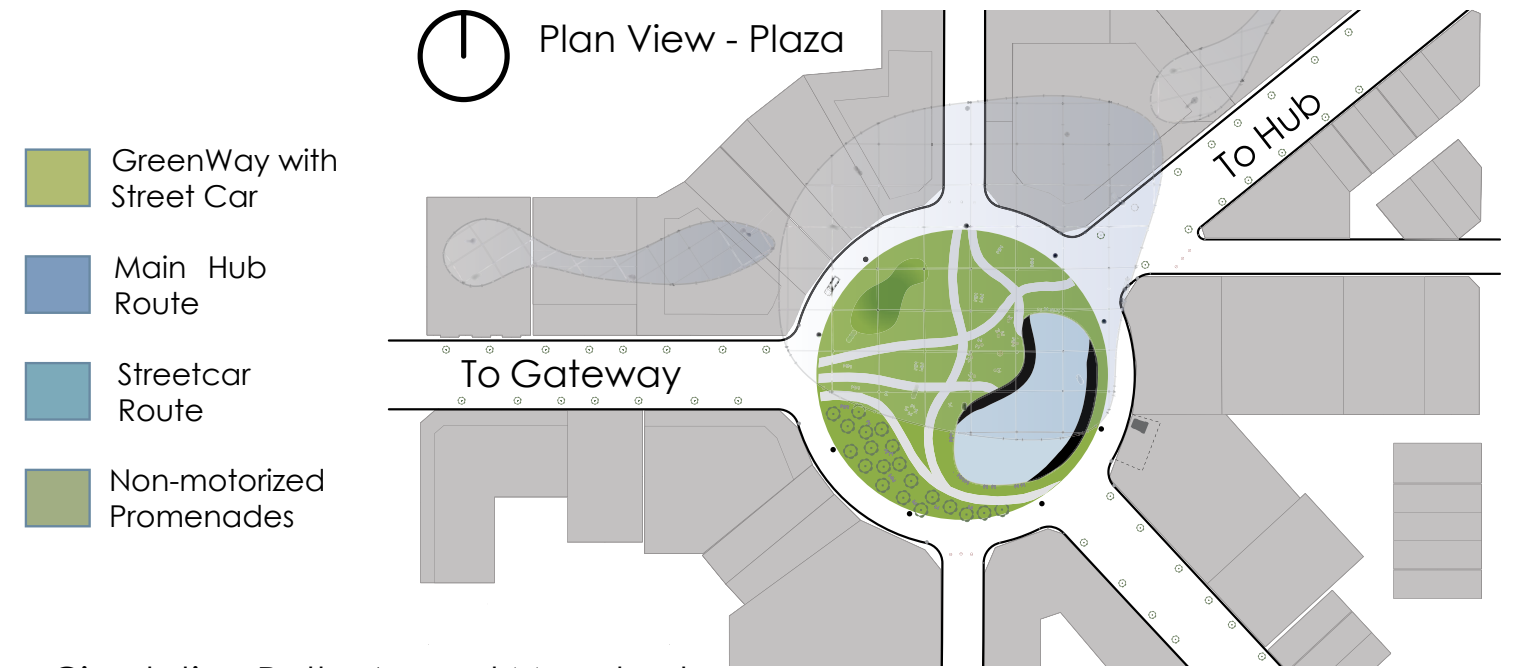 Plan View - Plaza
GreenWay with
Street Car
Main Hub
Route
Streetcar
Route
Non-motorized
Promenades
To Hub
To Gateway